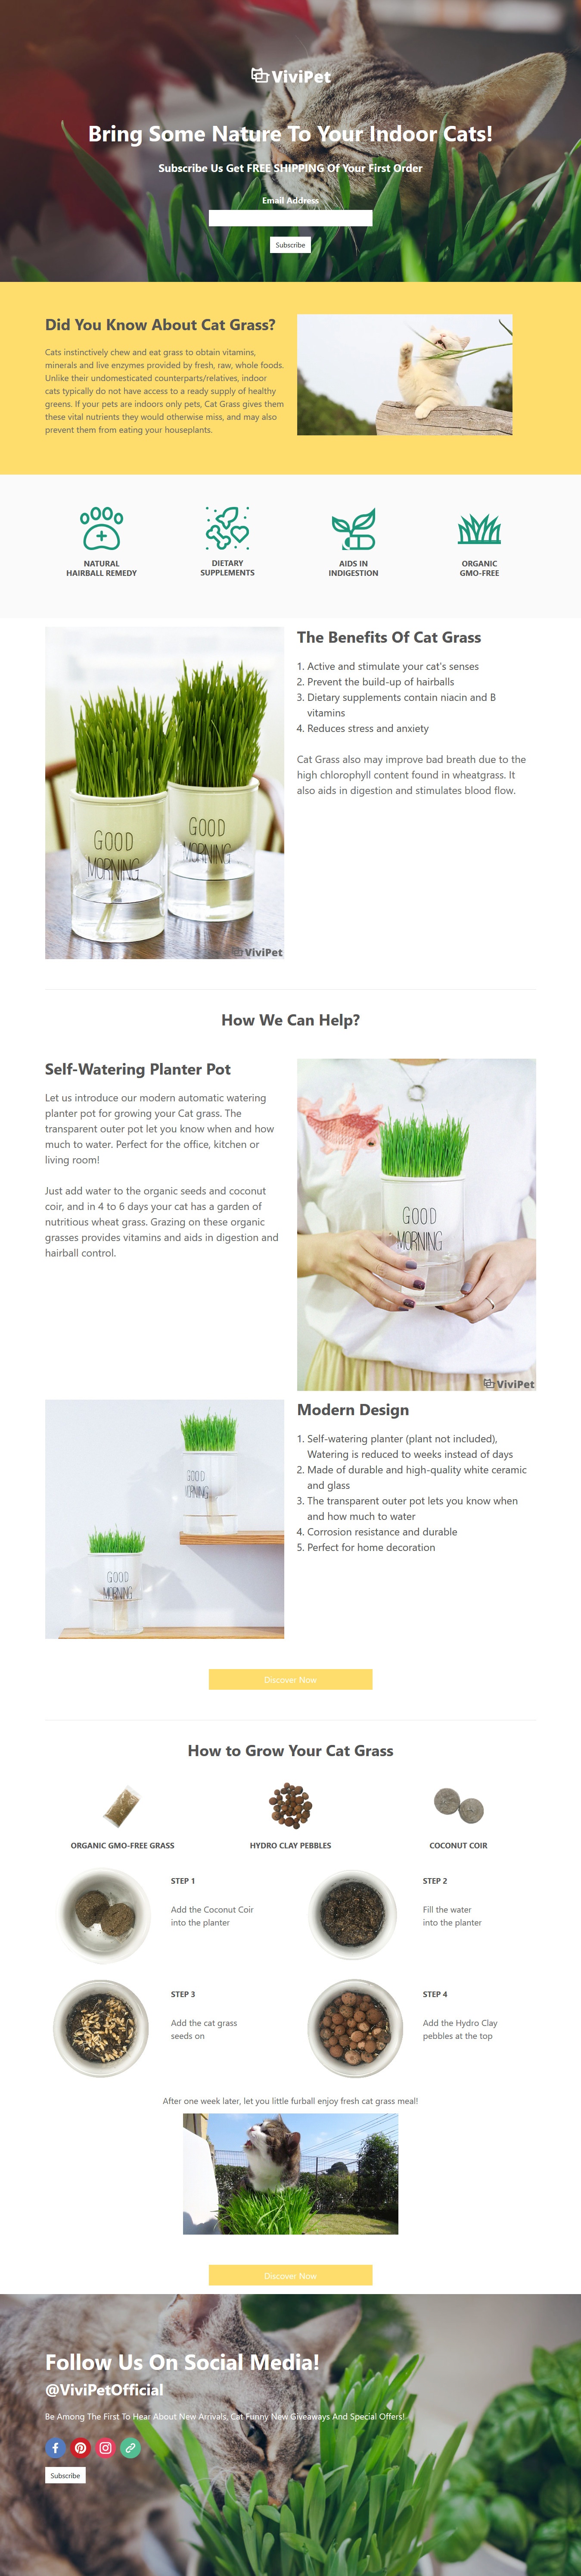 ViviPet
Bring Some Nature To Your Indoor Cats!
Subscribe Us Get FREE SHIPPING Of Your First Order
Email Address
Subscribe
Did You Know About Cat Grass?
Cats instinctively chew and eat grass to obtain vitamins,
minerals and live enzymes provided by fresh, raw, whole foods.
Unlike their undomesticated counterparts/relatives, indoor
cats typically do not have access to a ready supply of healthy
greens. If your pets are indoors only pets, Cat Grass gives them
these vital nutrients they would otherwise miss, and may also
prevent them from eating your houseplants.
NATURAL
HAIRBALL REMEDY
DIETARY
SUPPLEMENTS
AIDS IN
INDIGESTION
ORGANIC
GMO-FREE
GOOD
MORNING
GOOD
MORNING
ViviPet
The Benefits Of Cat Grass
1. Active and stimulate your cat's senses
2. Prevent the build-up of hairballs
3. Dietary supplements contain niacin and B
vitamins
4. Reduces stress and anxiety
Cat Grass also may improve bad breath due to the
high chlorophyll content found in wheatgrass. It
also aids in digestion and stimulates blood flow.
How We Can Help?
Self-Watering Planter Pot
Let us introduce our modern automatic watering
planter pot for growing your Cat grass. The
transparent outer pot let you know when and how
much to water. Perfect for the office, kitchen or
living room!
Just add water to the organic seeds and coconut
coir, and in 4 to 6 days your cat has a garden of
nutritious wheat grass. Grazing on these organic
grasses provides vitamins and aids in digestion and
hairball control.
GOOD
MORNING
ViviPet
GOOD
MORNING
GOOD
MORNING
Modern Design
1. Self-watering planter (plant not included),
Watering is reduced to weeks instead of days
2. Made of durable and high-quality white ceramic
and glass
3. The transparent outer pot lets you know when
and how much to water
4. Corrosion resistance and durable
5. Perfect for home decoration
Discover Now
How to Grow Your Cat Grass
ORGANIC GMO-FREE GRASS
HYDRO CLAY PEBBLES
COCONUT COIR
STEP 1
Add the Coconut Coir
into the planter
STEP 2
Fill the water
into the planter
STEP 3
Add the cat grass
seeds on
STEP 4
Add the Hydro Clay
pebbles at the top
After one week later, let you little furball enjoy fresh cat grass meal!
Discover Now
Follow Us On Social Media!
@ViviPetOfficial
Be Among The First To Hear About New Arrivals, Cat Funny New Giveaways And Special Offers!
Subscribe